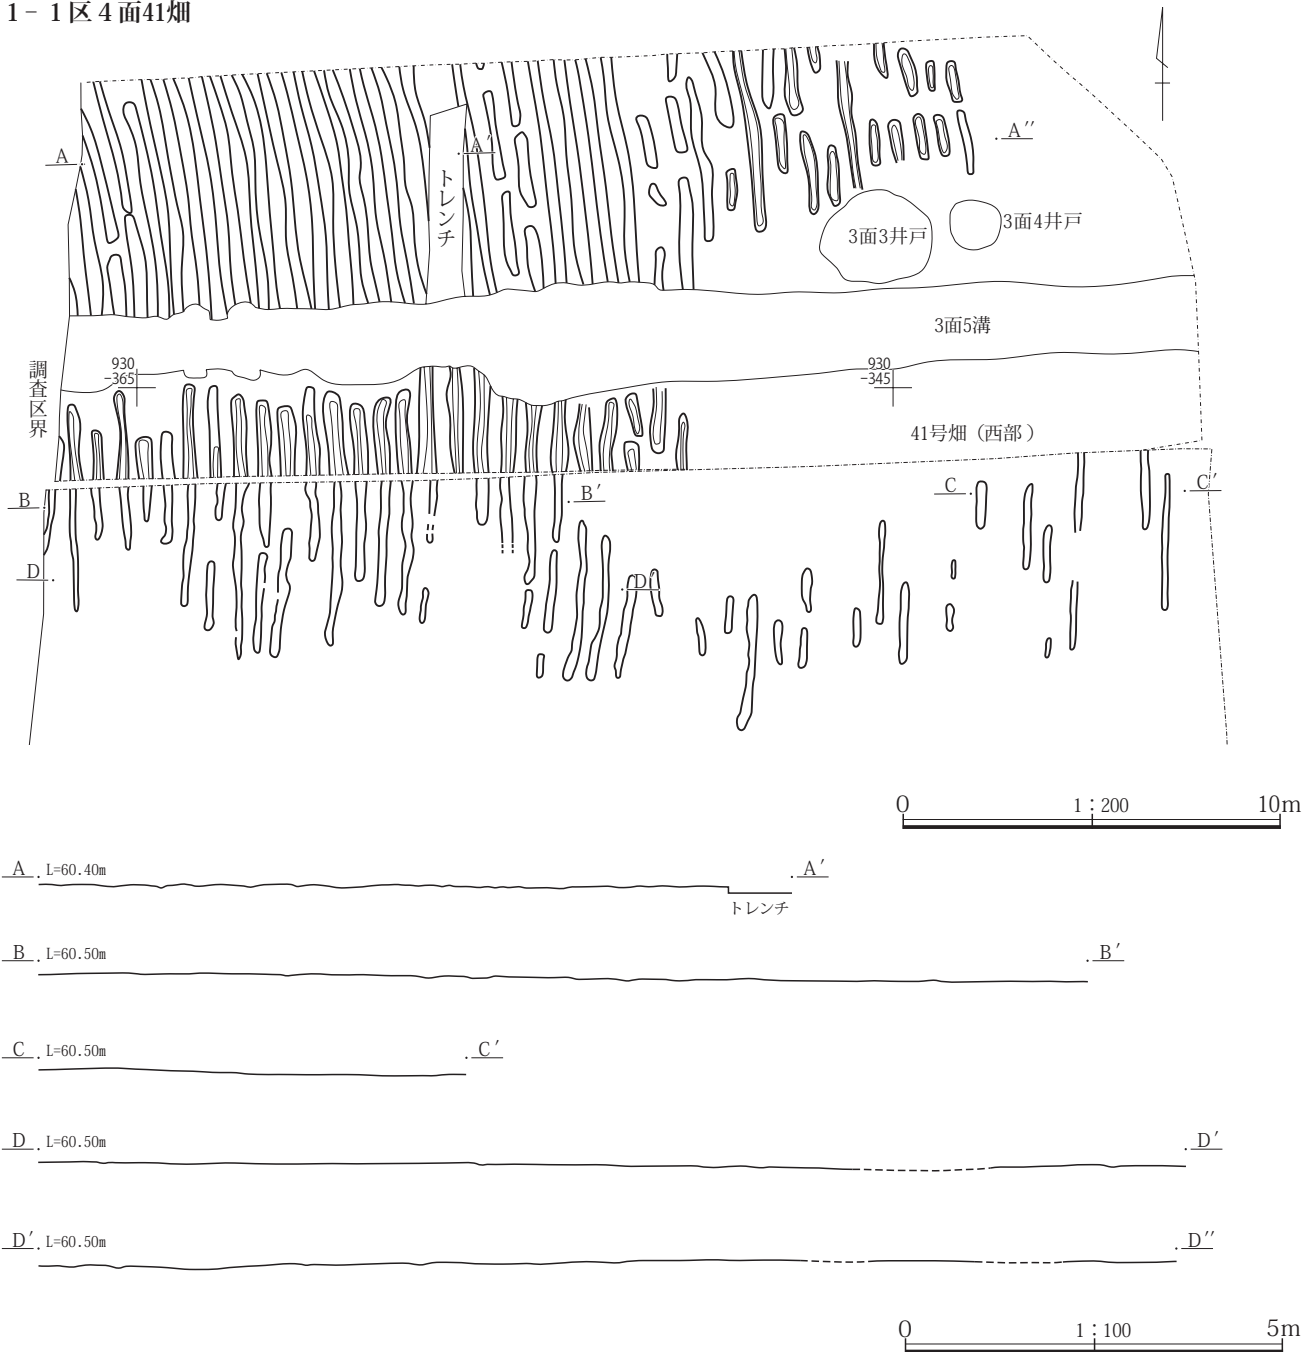 1－1区4面41畑
A
A′
A″
トレンチ
3面3井戸
3面4井戸
3面5溝
調査区界
930
-365
930
-345
41号畑（西部）
B
B′
C
C′
D
D′
0
1：200
10m
A
L=60.40m
A′
トレンチ
B
L=60.50m
B′
C
L=60.50m
C′
D
L=60.50m
D′
D′
L=60.50m
D″
0
1：100
5m